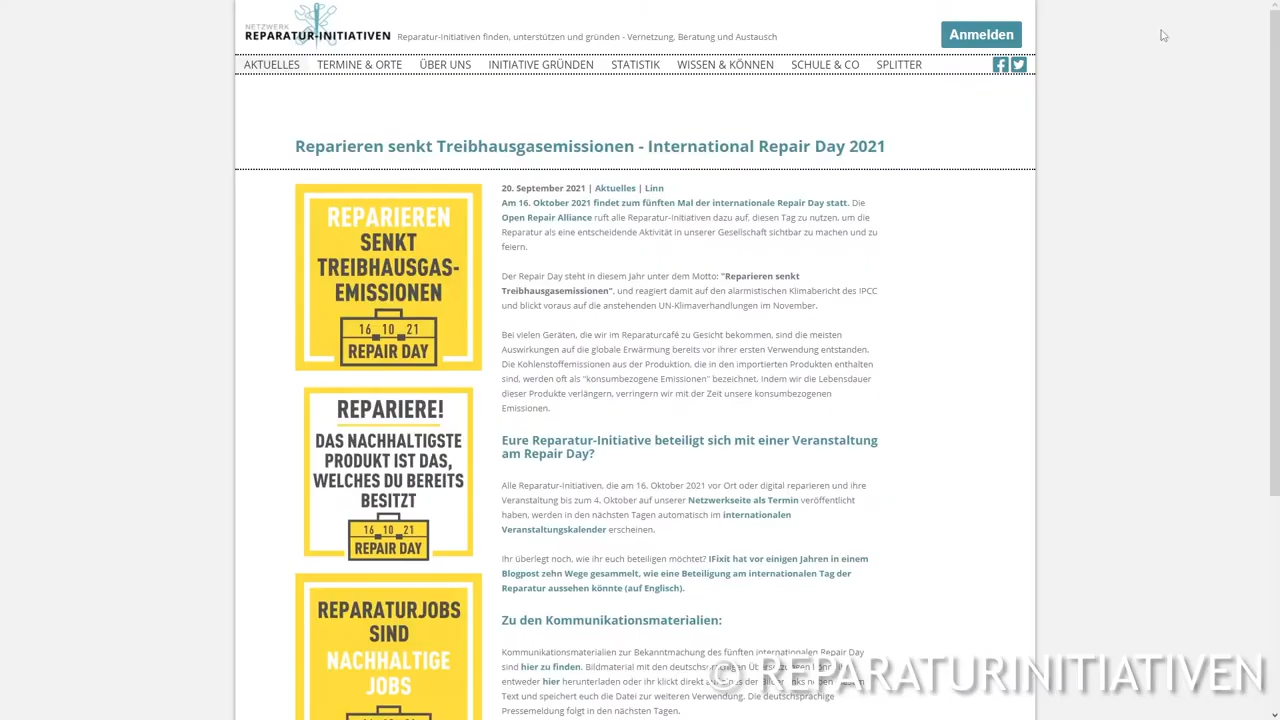 NETZWERK
REPARATUR-INITIATIVEN
Reparatur-Initiativen finden, unterstützen und gründen - Vernetzung, Beratung und Austausch
Anmelden
AKTUELLES TERMINE & ORTE ÜBER UNS INITIATIVE GRÜNDEN STATISTIK WISSEN & KÖNNEN SCHULE & CO SPLITTER
Reparieren senkt Treibhausgasemissionen - International Repair Day 2021
REPARIEREN
SENKT
TREIBHAUSGAS-
EMISSIONEN
16 10 21
REPAIR DAY
REPARIERE!
DAS NACHHALTIGSTE
PRODUKT IST DAS,
WELCHES DU BEREITS
BESITZT
16 10 21
REPAIR DAY
REPARATURJOBS
SIND
NACHHALTIGE
JOBS
20. September 2021 | Aktuelles | Linn
Am 16. Oktober 2021 findet zum fünften Mal der internationale Repair Day statt. Die
Open Repair Alliance ruft alle Reparatur-Initiativen dazu auf, diesen Tag zu nutzen, um die
Reparatur als eine entscheidende Aktivität in unserer Gesellschaft sichtbar zu machen und zu
feiern.
Der Repair Day steht in diesem Jahr unter dem Motto: "Reparieren senkt
Treibhausgasemissionen", und reagiert damit auf den alarmistischen Klimabericht des IPCC
und blickt voraus auf die anstehenden UN-Klimaverhandlungen im November.
Bei vielen Geräten, die wir im Reparaturcafé zu Gesicht bekommen, sind die meisten
Auswirkungen auf die globale Erwärmung bereits vor ihrer ersten Verwendung entstanden.
Die Kohlenstoffemissionen aus der Produktion, die in den importierten Produkten enthalten
sind, werden oft als "konsumbezogene Emissionen" bezeichnet. Indem wir die Lebensdauer
dieser Produkte verlängern, verringern wir mit der Zeit unsere konsumbezogenen
Emissionen.
Eure Reparatur-Initiative beteiligt sich mit einer Veranstaltung
am Repair Day?
Alle Reparatur-Initiativen, die am 16. Oktober 2021 vor Ort oder digital reparieren und ihre
Veranstaltung bis zum 4. Oktober auf unserer Netzwerkseite als Termin veröffentlicht
haben, werden in den nächsten Tagen automatisch im internationalen
Veranstaltungskalender erscheinen.
Ihr überlegt noch, wie ihr euch beteiligen möchtet? IFixit hat vor einigen Jahren in einem
Blogpost zehn Wege gesammelt, wie eine Beteiligung am internationalen Tag der
Reparatur aussehen könnte (auf Englisch).
Zu den Kommunikationsmaterialien:
Kommunikationsmaterialien zur Bekanntmachung des fünften internationalen Repair Day
sind hier zu finden. Bildmaterial mit den deutschsprachigen
entweder hier herunterladen oder ihr klickt direkt
Text und speichert euch die Datei zur weiteren Verwendung. Die deutschsprachige
Pressemeldung folgt in den nächsten Tagen.
© REPARATURINITIATIVEN